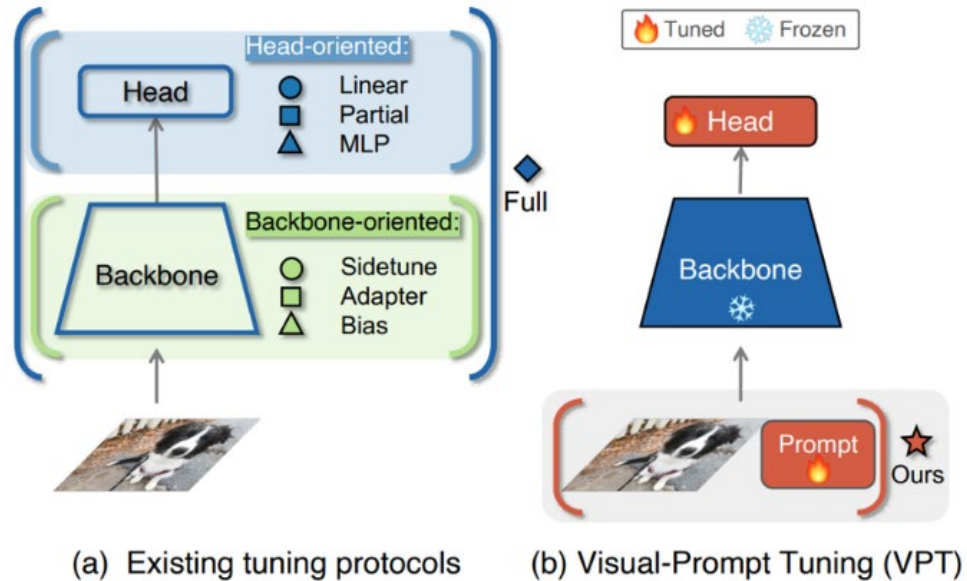 Head-oriented:
Head
Linear
Partial
MLP
Full
Backbone-oriented:
Backbone
Sidetune
Adapter
Bias
(a) Existing tuning protocols
Tuned Frozen
Head
Backbone
Prompt
Ours
(b) Visual-Prompt Tuning (VPT)